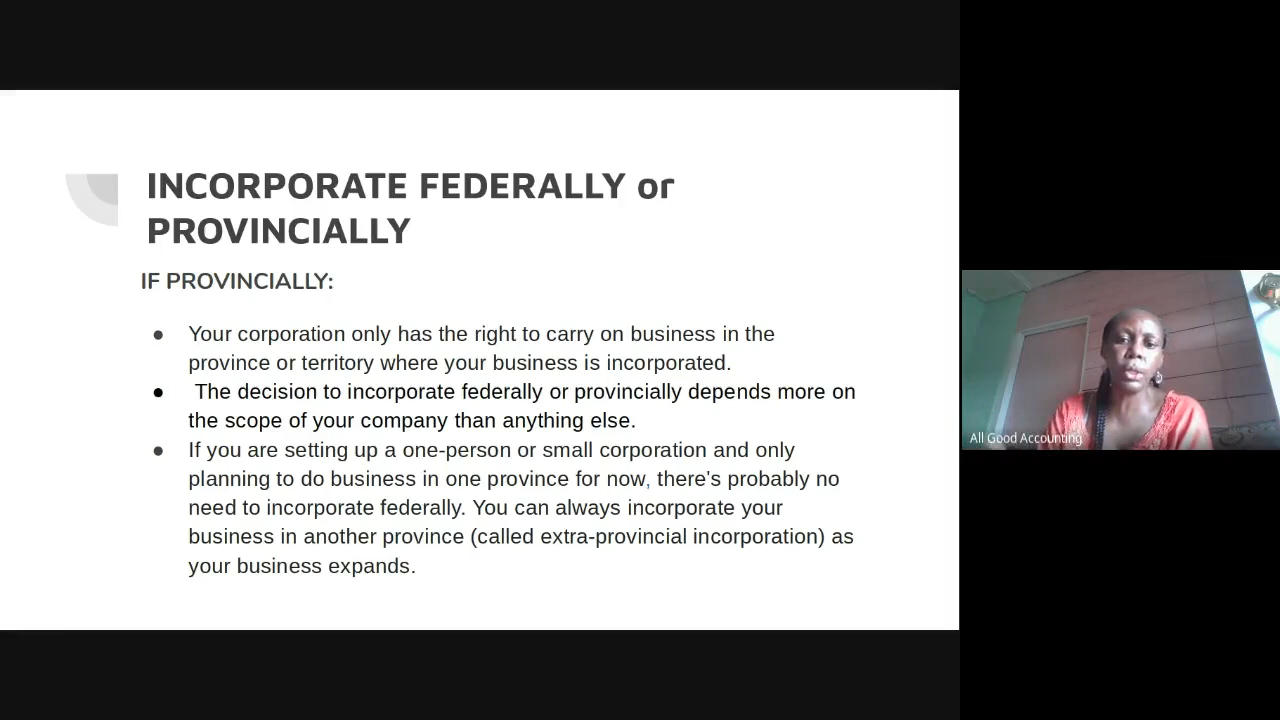 INCORPORATE FEDERALLY or
PROVINCIALLY
IF PROVINCIALLY:
● Your corporation only has the right to carry on business in the
province or territory where your business is incorporated.
● The decision to incorporate federally or provincially depends more on
the scope of your company than anything else.
● If you are setting up a one-person or small corporation and only
planning to do business in one province for now, there's probably no
need to incorporate federally. You can always incorporate your
business in another province (called extra-provincial incorporation) as
your business expands.
All Good Accounting